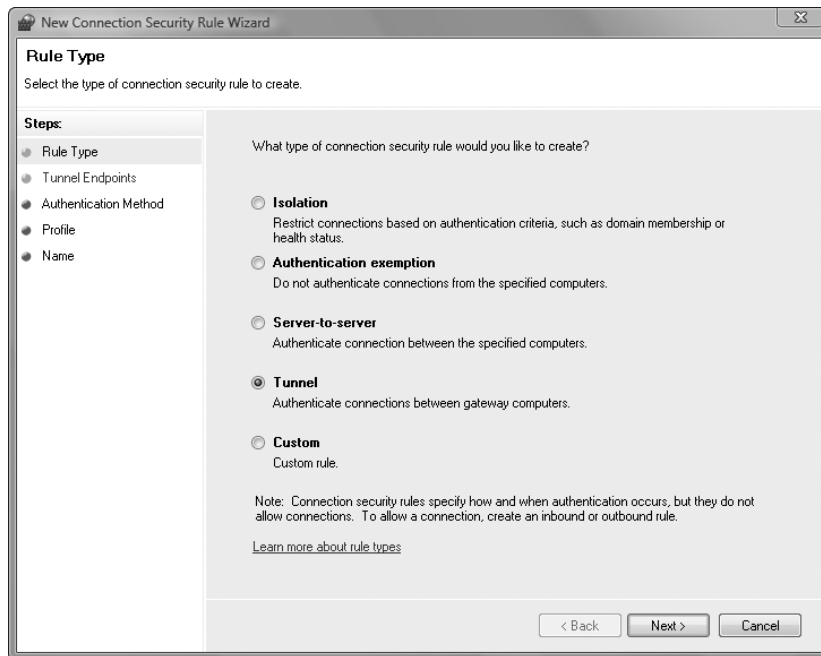 New Connection Security Rule Wizard
Rule Type
Select the type of connection security rule to create.
Steps:
Rule Type
Tunnel Endpoints
Authentication Method
Profile
Name
What type of connection security rule would you like to create?
Isolation
Restrict connections based on authentication criteria, such as domain membership or
health status.
Authentication exemption
Do not authenticate connections from the specified computers.
Server-to-server
Authenticate connection between the specified computers.
Tunnel
Authenticate connections between gateway computers.
Custom
Custom rule.
Note: Connection security rules specify how and when authentication occurs, but they do not
allow connections. To allow a connection, create an inbound or outbound rule.
Learn more about rule types
< Back Next > Cancel